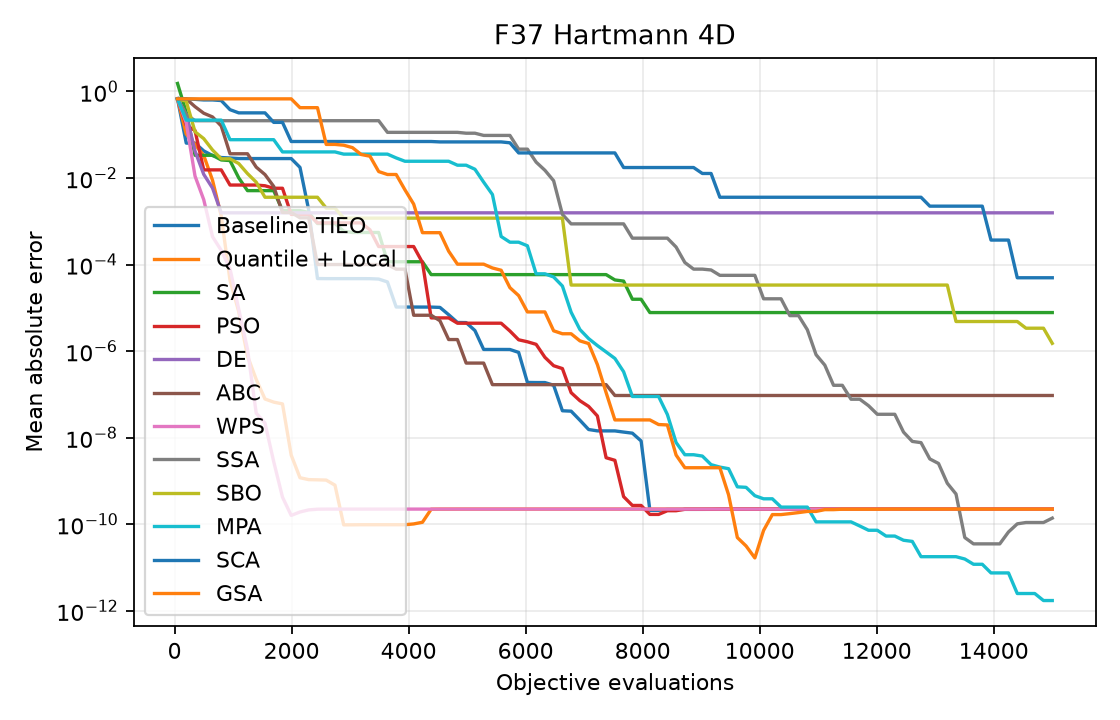 F37 Hartmann 4D
Mean absolute error
10^0
10^-2
10^-4
10^-6
10^-8
10^-10
10^-12
Baseline TIEO
Quantile + Local
SA
PSO
DE
ABC
WPS
SSA
SBO
MPA
SCA
GSA
0 2000 4000 6000 8000 10000 12000 14000
Objective evaluations